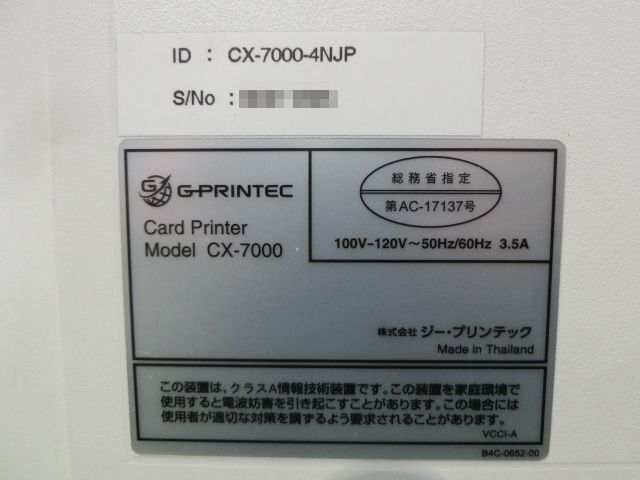 ID : CX-7000-4NJP
S/No :
G-PRINTEC
Card Printer
Model CX-7000
総務省指定
第AC-17137号
100V-120V～50Hz/60Hz 3.5A
株式会社 ジー・プリンテック
Made in Thailand
この装置は、クラスA情報技術装置です。この装置を家庭環境で
使用すると電波妨害を引き起こすことがあります。この場合には
使用者が適切な対策を講ずるよう要求されることがあります。
VCCI-A
B4C-0652-00